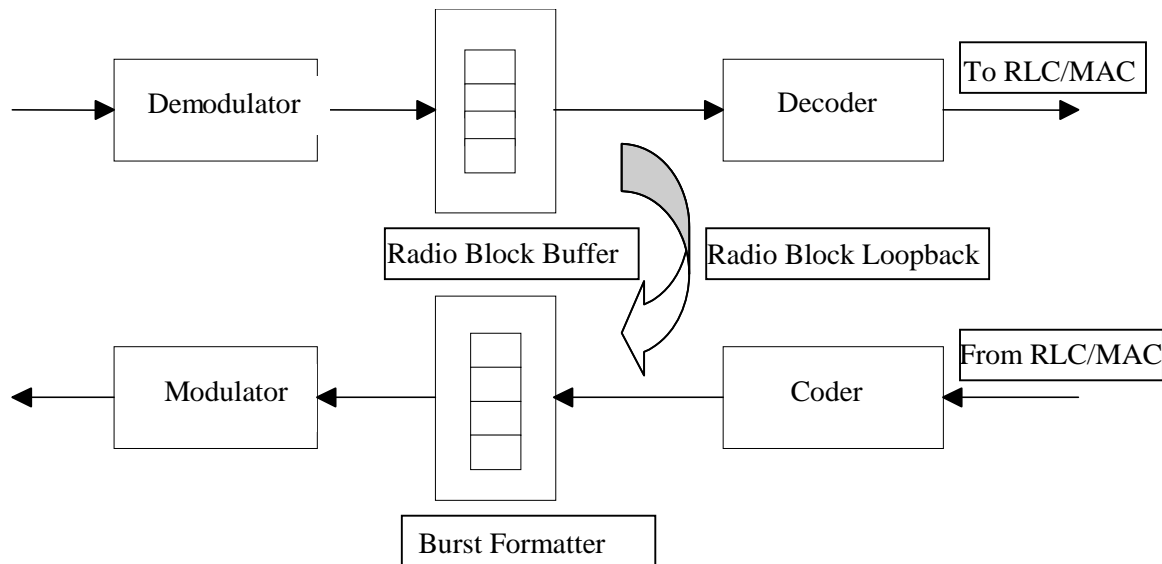 To RLC/MAC
Demodulator
Decoder
Radio Block Buffer
Radio Block Loopback
From RLC/MAC
Modulator
Coder
Burst Formatter